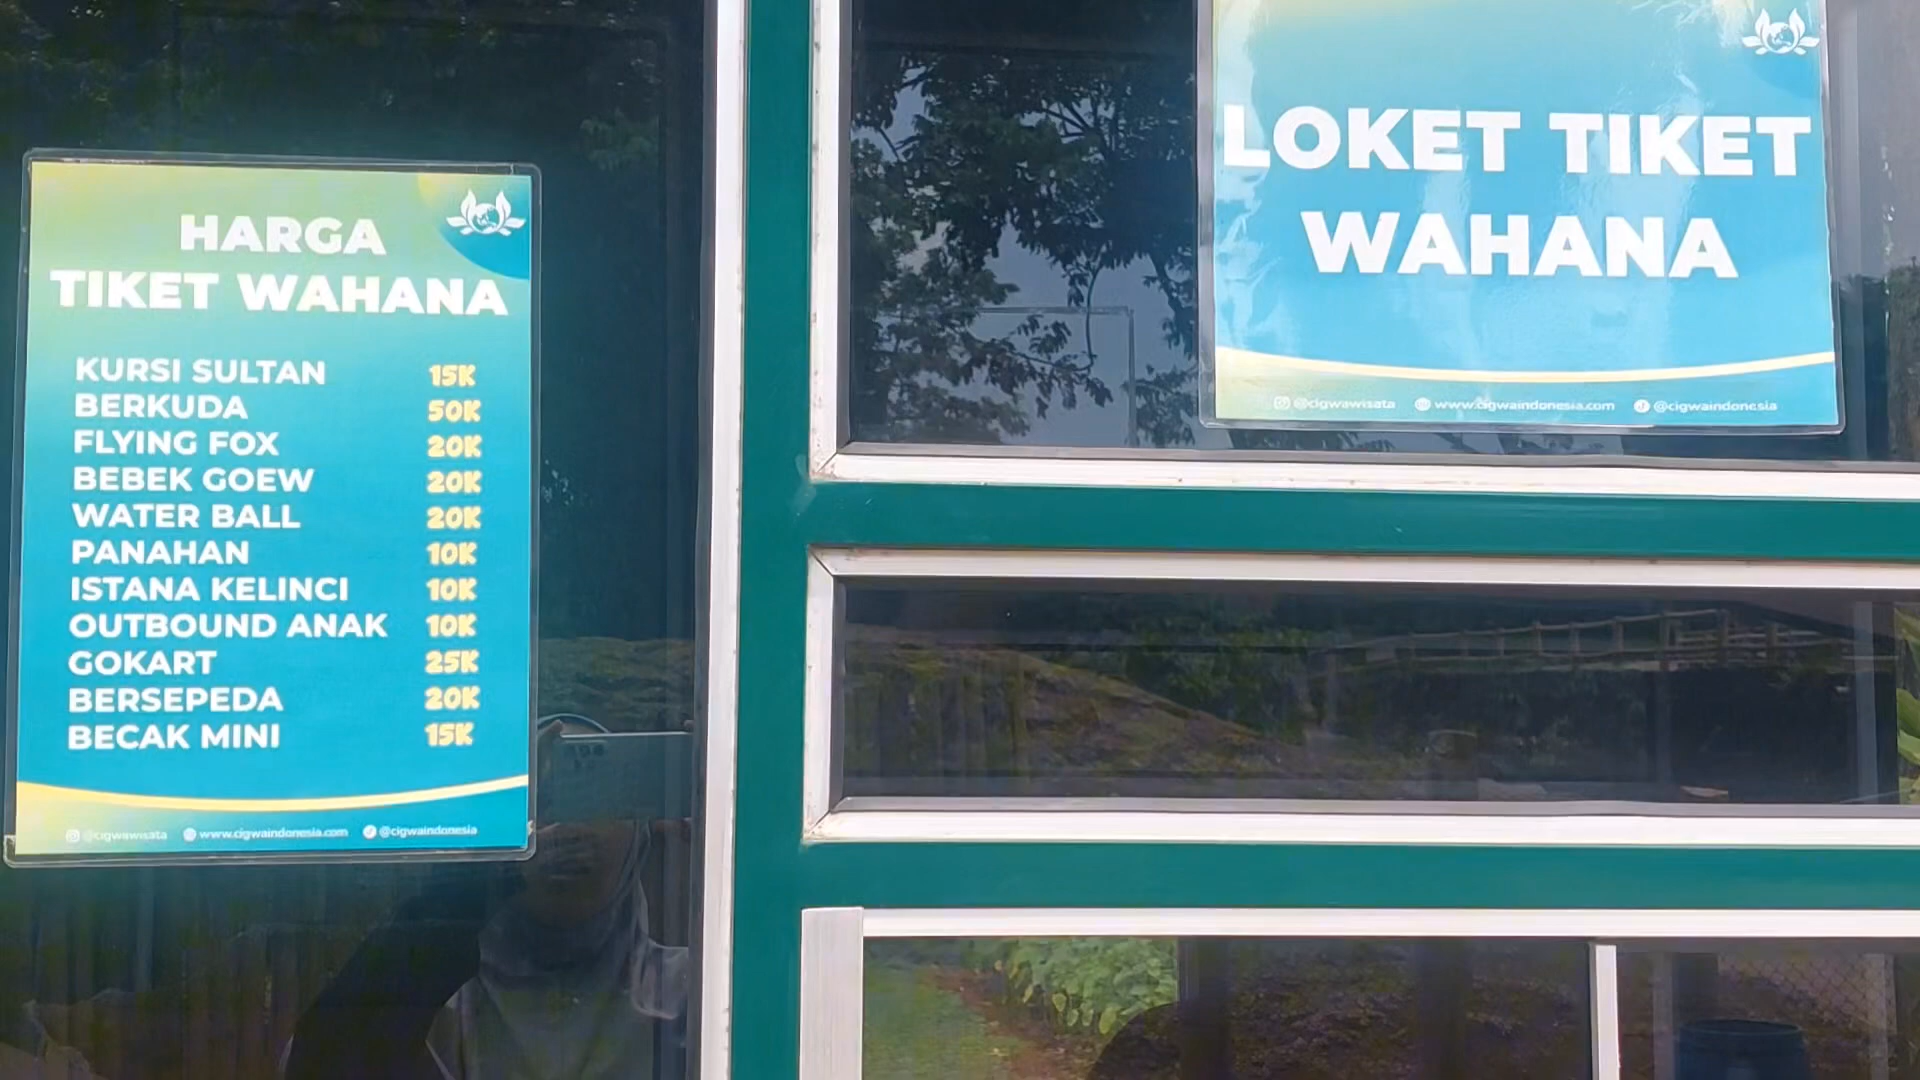 HARGA
TIKET WAHANA
KURSI SULTAN 15K
BERKUDA 50K
FLYING FOX 20K
BEBEK GOEW 20K
WATER BALL 20K
PANAHAN 10K
ISTANA KELINCI 10K
OUTBOUND ANAK 10K
GOKART 25K
BERSEPEDA 20K
BECAK MINI 15K
@cigwawisata www.cigwaindonesia.com @cigwaindonesia
LOKET TIKET
WAHANA
@cigwawisata www.cigwaindonesia.com @cigwaindonesia